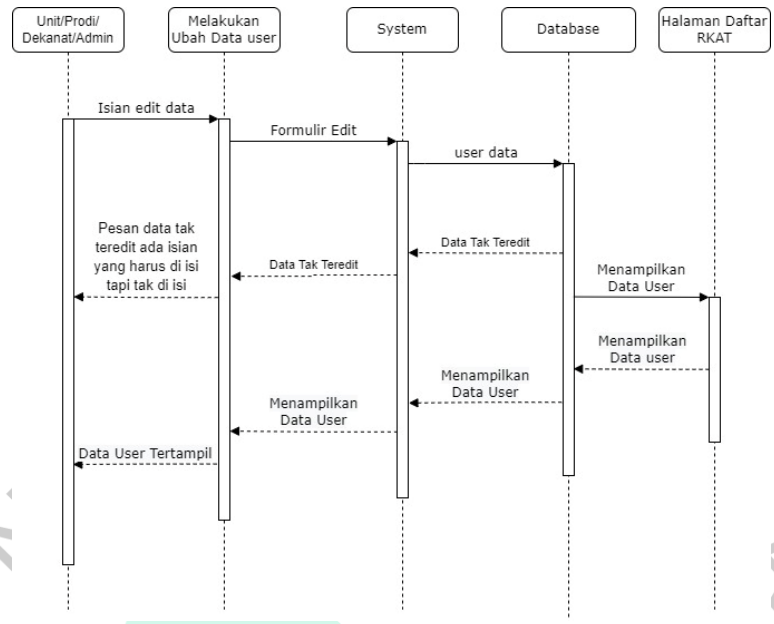 Unit/Prodi/
Dekanat/Admin
Melakukan
Ubah Data user
System
Database
Halaman Daftar
RKAT
Isian edit data
Formulir Edit
user data
Pesan data tak
teredit ada isian
yang harus di isi
tapi tak di isi
Data Tak Teredit
Data Tak Teredit
Menampilkan
Data User
Menampilkan
Data user
Menampilkan
Data User
Menampilkan
Data User
Data User Tertampil